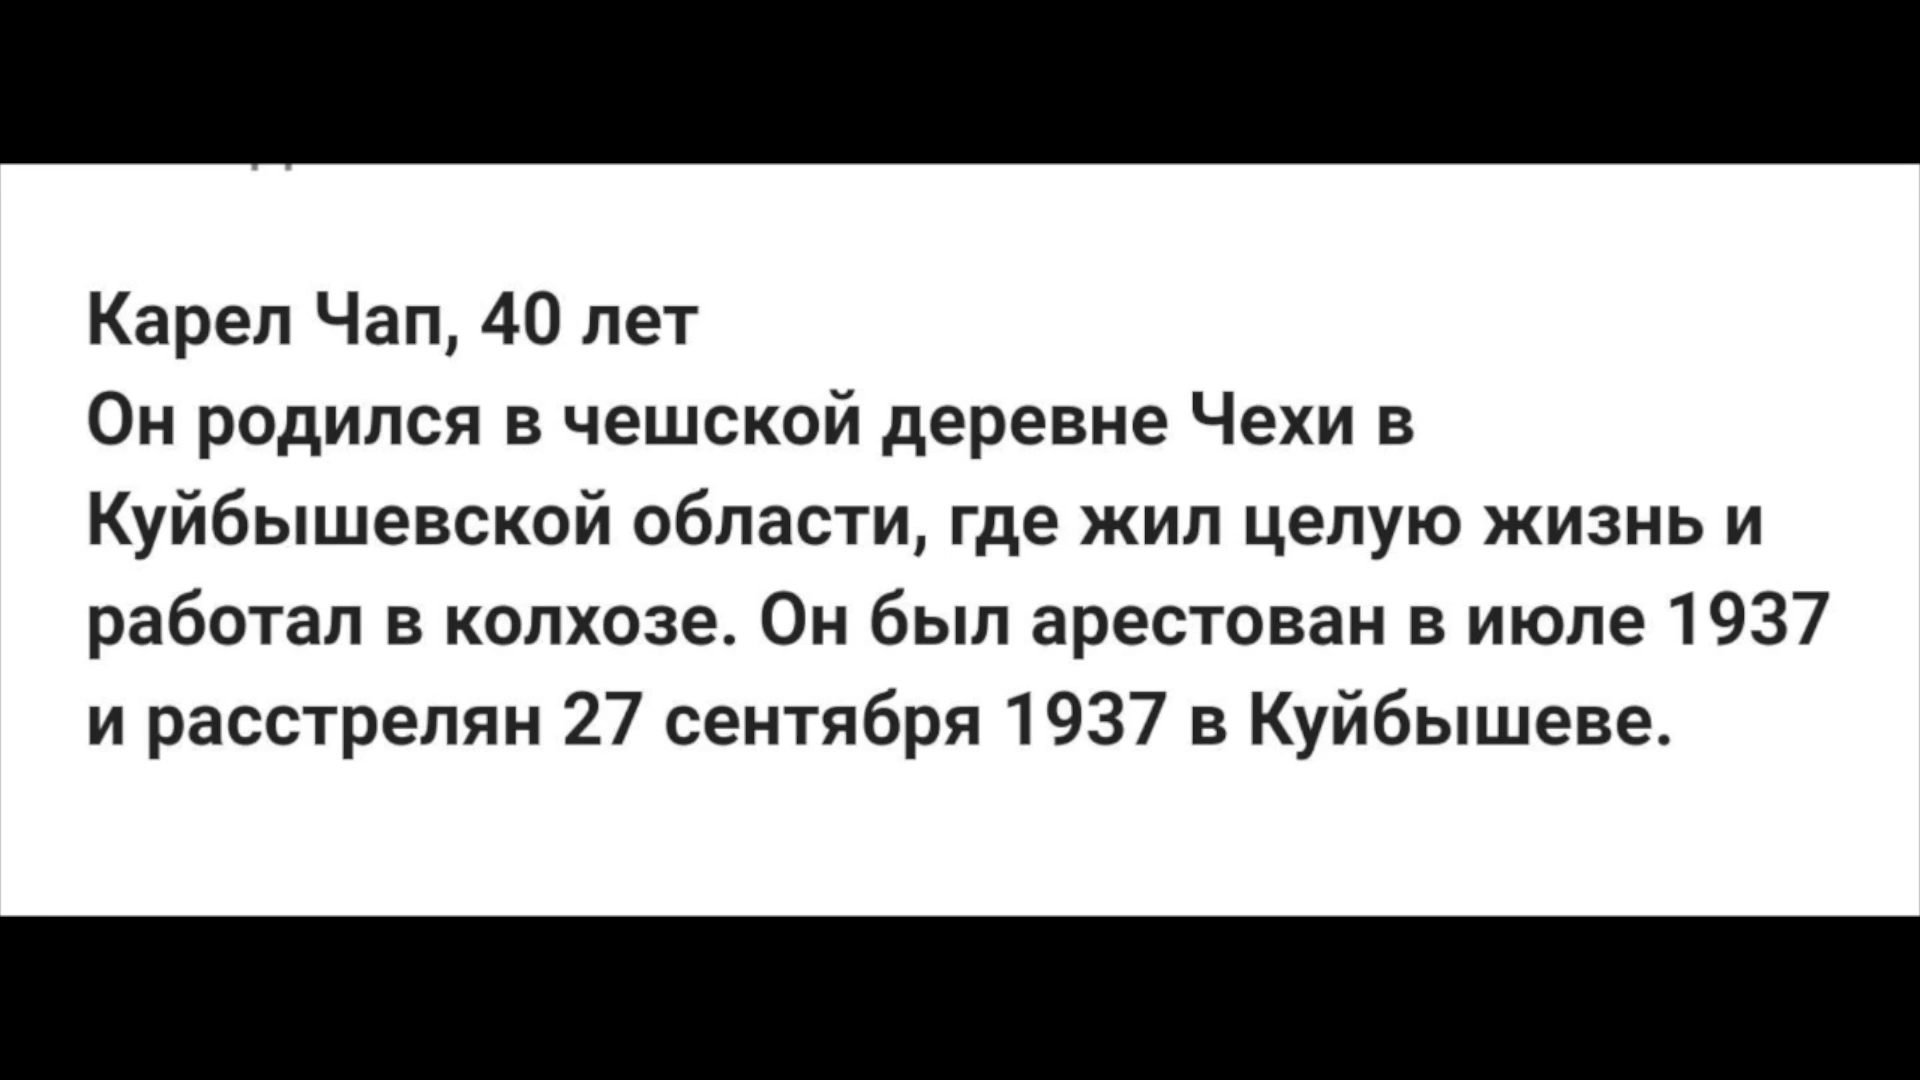 Карел Чап, 40 лет
Он родился в чешской деревне Чехи в
Куйбышевской области, где жил целую жизнь и
работал в колхозе. Он был арестован в июле 1937
и расстрелян 27 сентября 1937 в Куйбышеве.